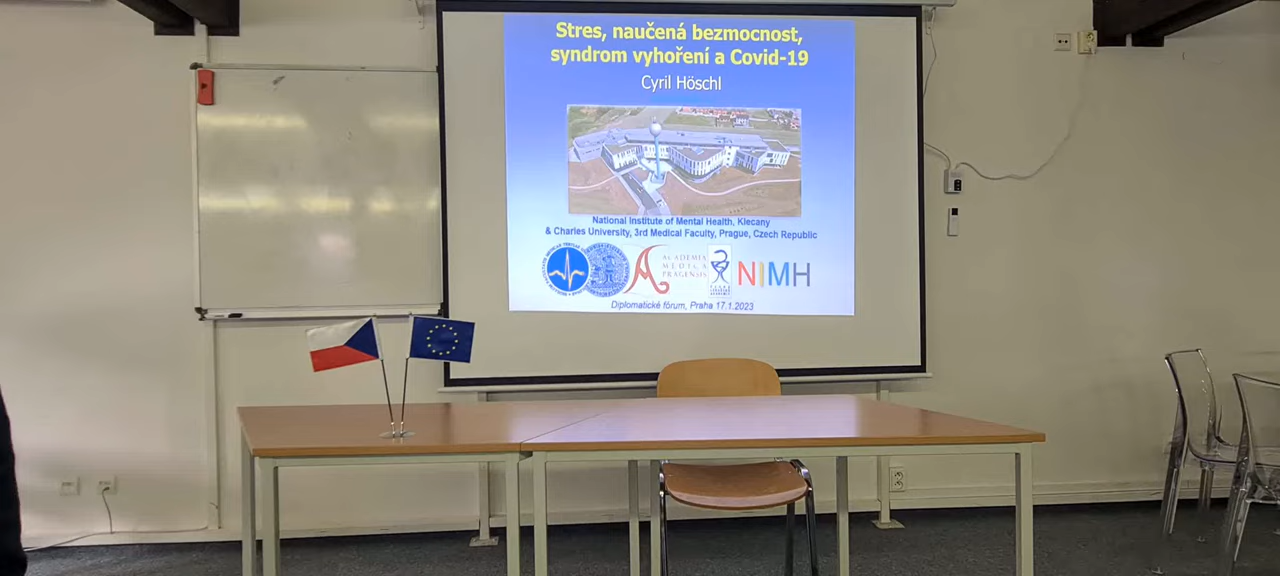 Stres, naučená bezmocnost,
syndrom vyhoření a Covid-19
Cyril Höschl
National Institute of Mental Health, Klecany
& Charles University, 3rd Medical Faculty, Prague, Czech Republic
ACADEMIA
MEDICA
PRAGENSIS
NIMH
Diplomatické fórum, Praha 17.1.2023